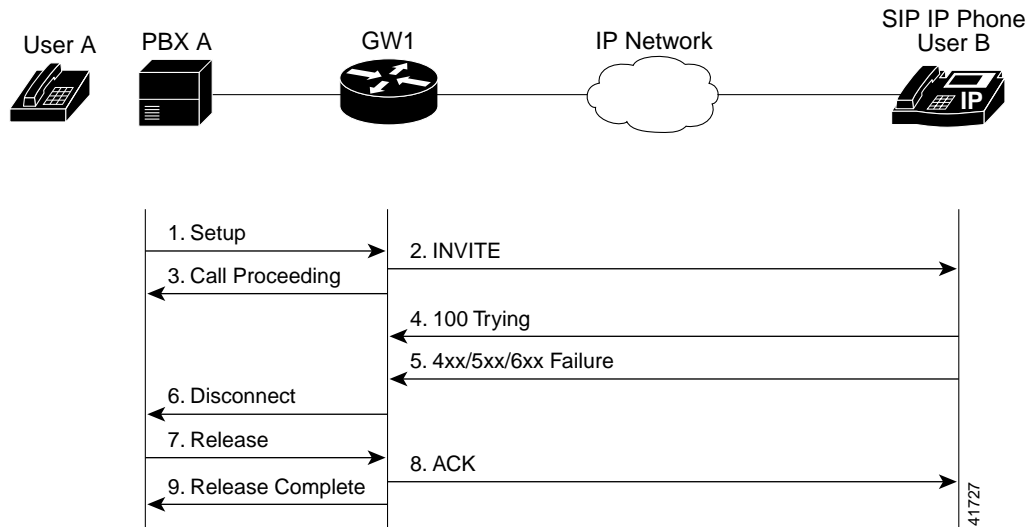 User A
PBX A
GW1
IP Network
SIP IP Phone
User B
IP
1. Setup
2. INVITE
3. Call Proceeding
4. 100 Trying
5. 4xx/5xx/6xx Failure
6. Disconnect
7. Release
8. ACK
9. Release Complete
41727